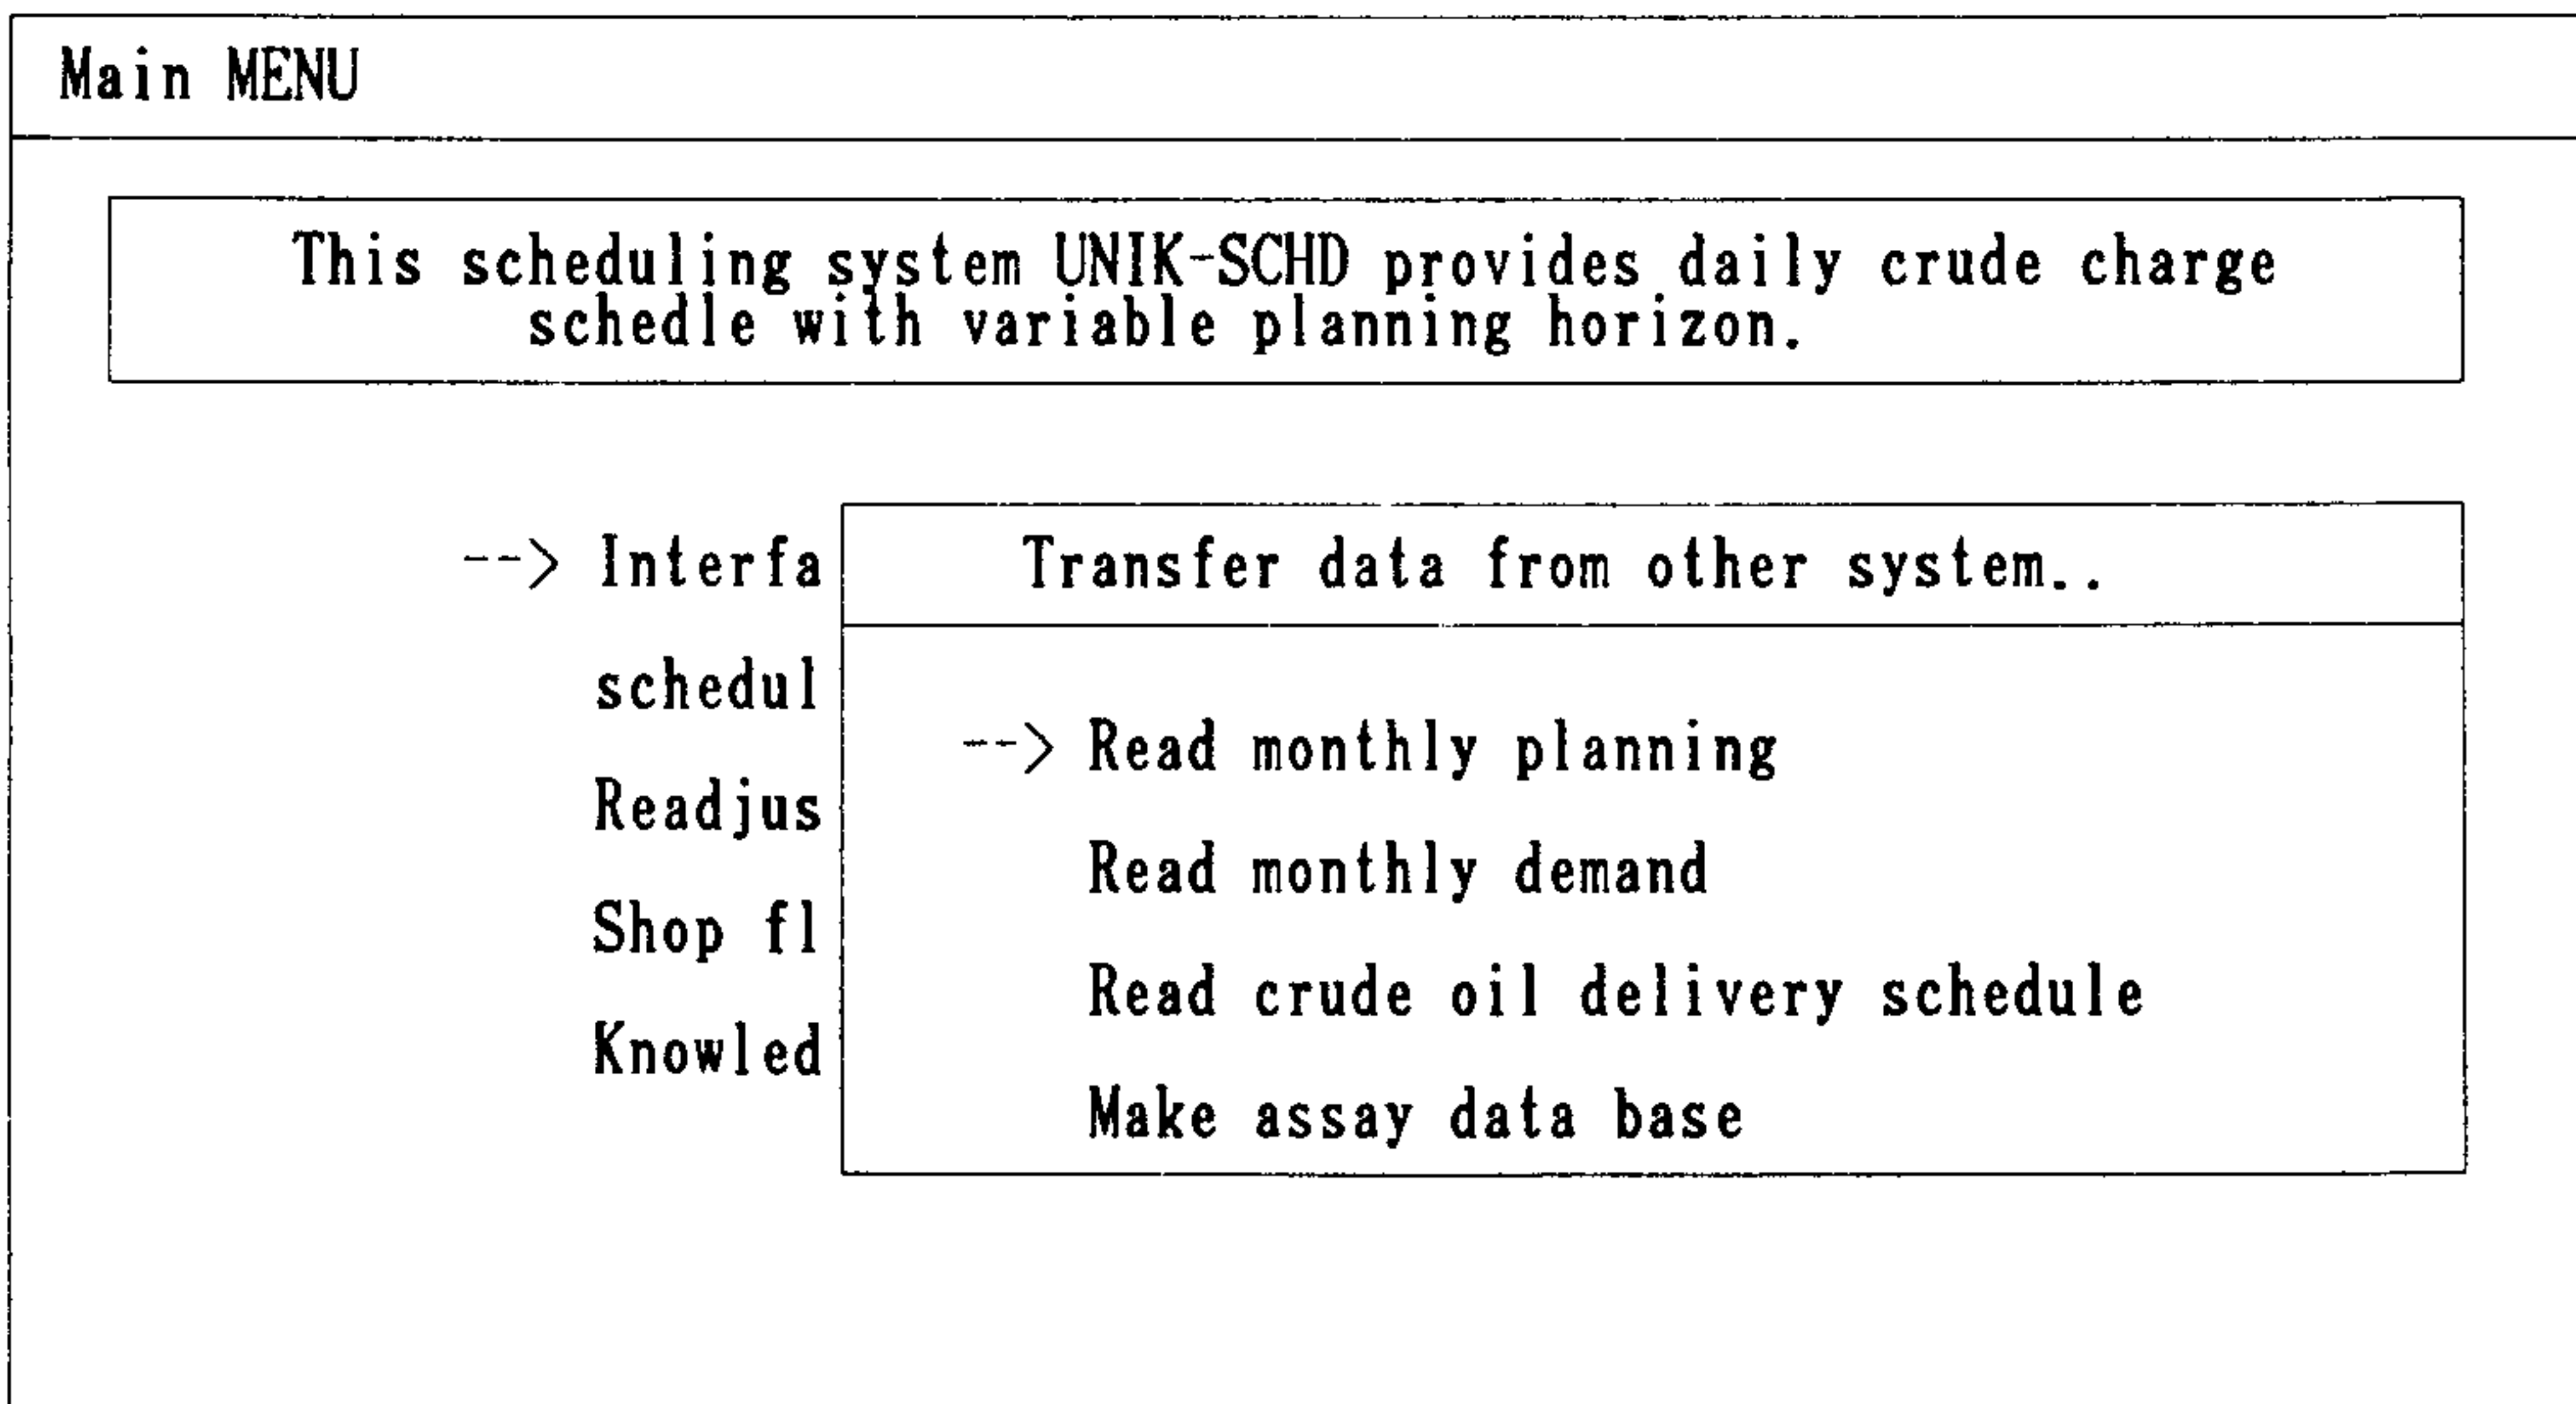 Main MENU
This scheduling system UNIK-SCHD provides daily crude charge
schedle with variable planning horizon.
--> Interfa
schedul
Readjus
Shop fl
Knowled
Transfer data from other system..
--> Read monthly planning
Read monthly demand
Read crude oil delivery schedule
Make assay data base